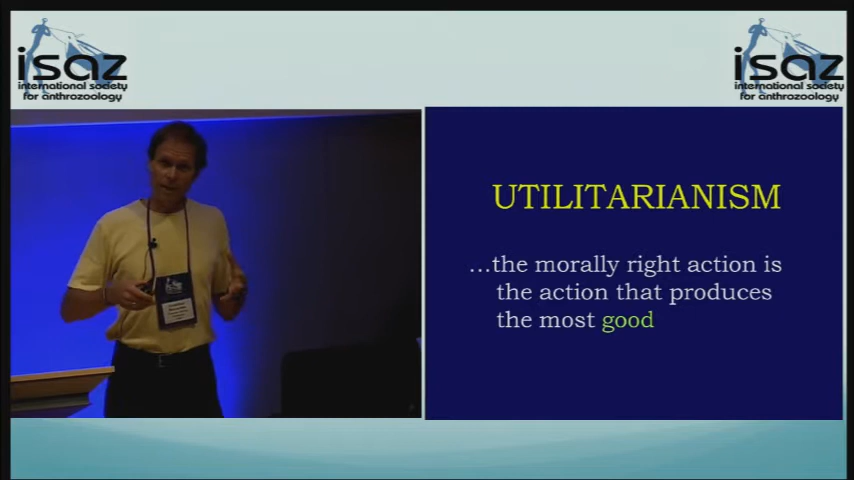 isaz
international society
for anthrozoology
isaz
international society
for anthrozoology
UTILITARIANISM
...the morally right action is
the action that produces
the most good